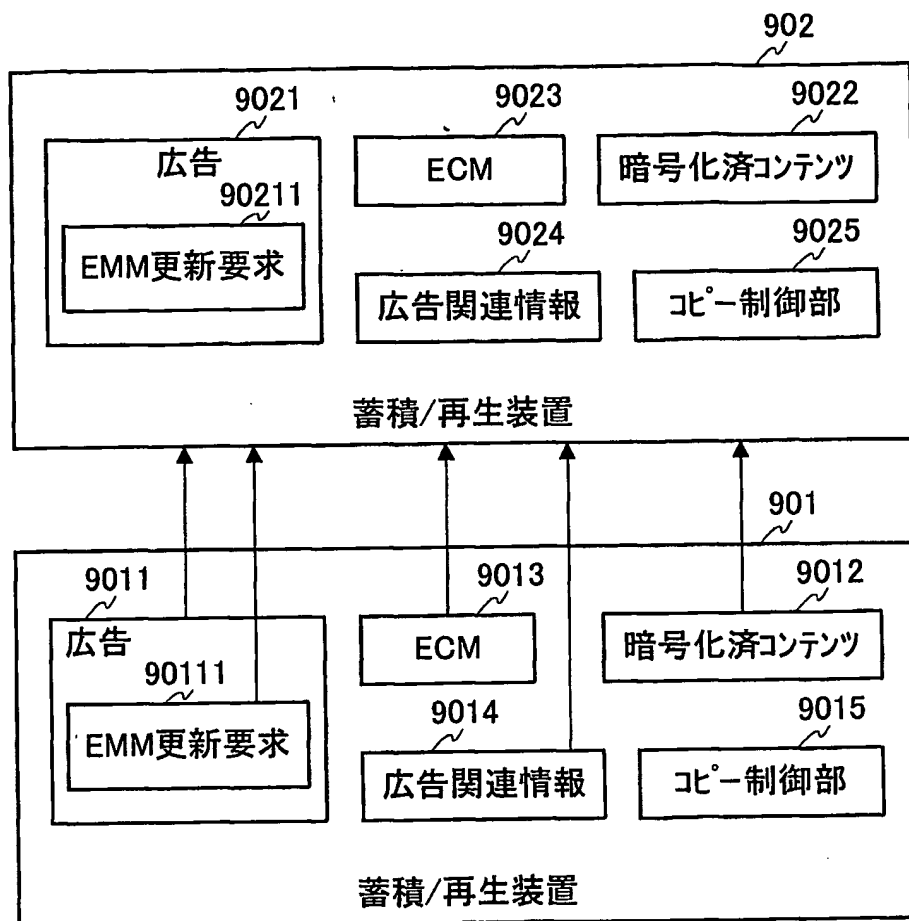 902
9021
9023
9022
広告
ECM
暗号化済コンテンツ
90211
EMM更新要求
9024
9025
広告関連情報
コピー制御部
蓄積/再生装置
901
9011
9013
9012
広告
ECM
暗号化済コンテンツ
90111
EMM更新要求
9014
9015
広告関連情報
コピー制御部
蓄積/再生装置